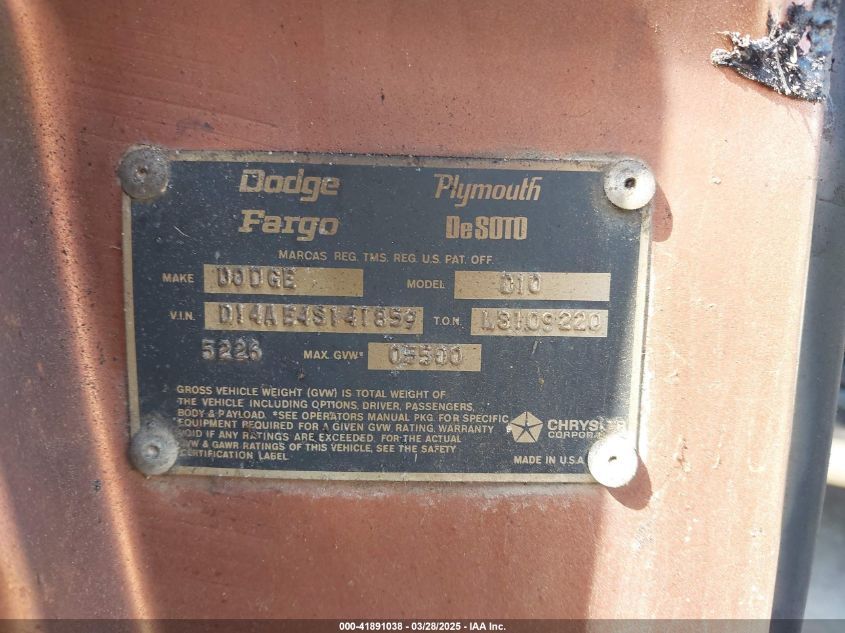 Dodge Plymouth
Fargo De SOTO
MARCAS REG. TMS. REG. U.S. PAT. OFF.
MAKE DODGE MODEL D10
V.I.N. D14AE4S141859 T.O.N. L3109220
5226 MAX. GVW* 05500
GROSS VEHICLE WEIGHT (GVW) IS TOTAL WEIGHT OF
THE VEHICLE INCLUDING OPTIONS, DRIVER, PASSENGERS,
BODY & PAYLOAD. *SEE OPERATORS MANUAL PKG. FOR SPECIFIC
EQUIPMENT REQUIRED FOR A GIVEN GVW RATING. WARRANTY
VOID IF ANY RATINGS ARE EXCEEDED. FOR THE ACTUAL
GVW & GAWR RATINGS OF THIS VEHICLE, SEE THE SAFETY
CERTIFICATION LABEL.
CHRYSLER
CORPORATION
MADE IN U.S.A.
000-41891038 — 03/28/2025 - IAA Inc.